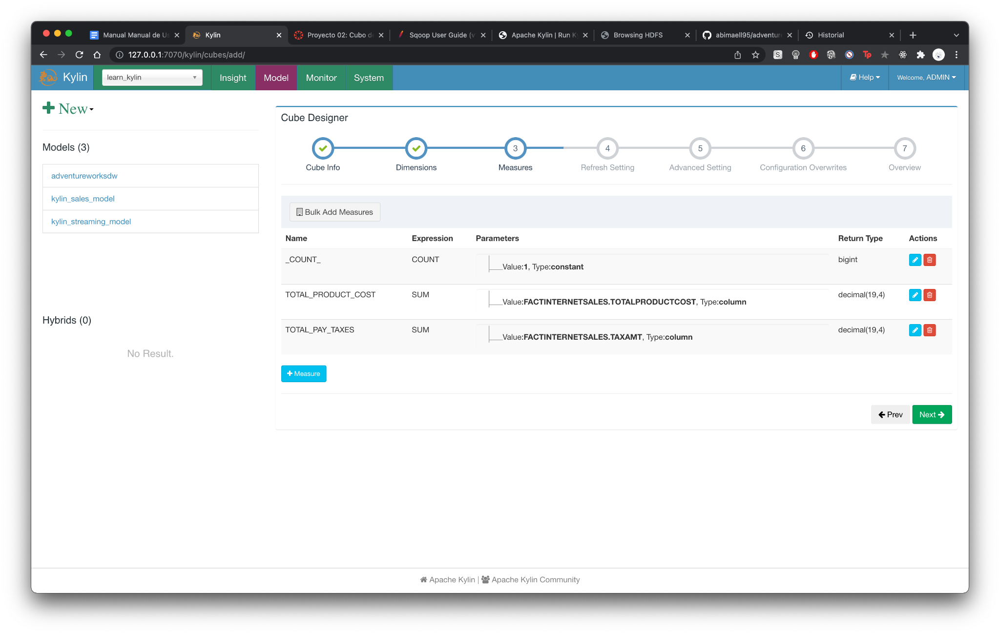 Manual Manual de Us
Kylin
Proyecto 02: Cubo de
Sqoop User Guide (v
Apache Kylin | Run Ky
Browsing HDFS
abimaell95/adventure
Historial
127.0.0.1:7070/kylin/cubes/add/
S
Tp
Kylin
learn_kylin
Insight
Model
Monitor
System
Help
Welcome, ADMIN
New
Models (3)
adventureworksdw
kylin_sales_model
kylin_streaming_model
Hybrids (0)
No Result.
Cube Designer
3
4
5
6
7
Cube Info
Dimensions
Measures
Refresh Setting
Advanced Setting
Configuration Overwrites
Overview
Bulk Add Measures
Name Expression Parameters Return Type Actions
_COUNT_ COUNT Value:1, Type:constant bigint
TOTAL_PRODUCT_COST SUM Value:FACTINTERNETSALES.TOTALPRODUCTCOST, Type:column decimal(19,4)
TOTAL_PAY_TAXES SUM Value:FACTINTERNETSALES.TAXAMT, Type:column decimal(19,4)
Measure
Prev
Next
Apache Kylin | Apache Kylin Community